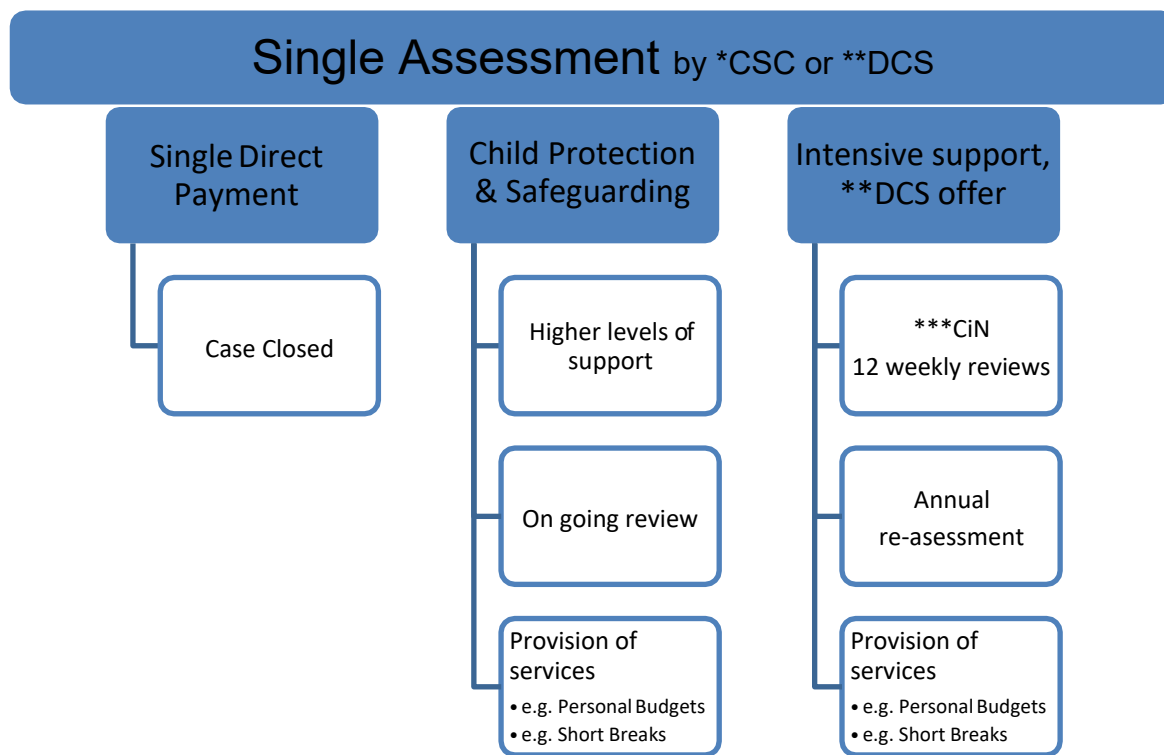 Single Assessment by *CSC or **DCS
Single Direct
Payment
Case Closed
Child Protection
& Safeguarding
Higher levels of
support
On going review
Provision of
services
• e.g. Personal Budgets
• e.g. Short Breaks
Intensive support,
**DCS offer
***CiN
12 weekly reviews
Annual
re-asessment
Provision of
services
• e.g. Personal Budgets
• e.g. Short Breaks